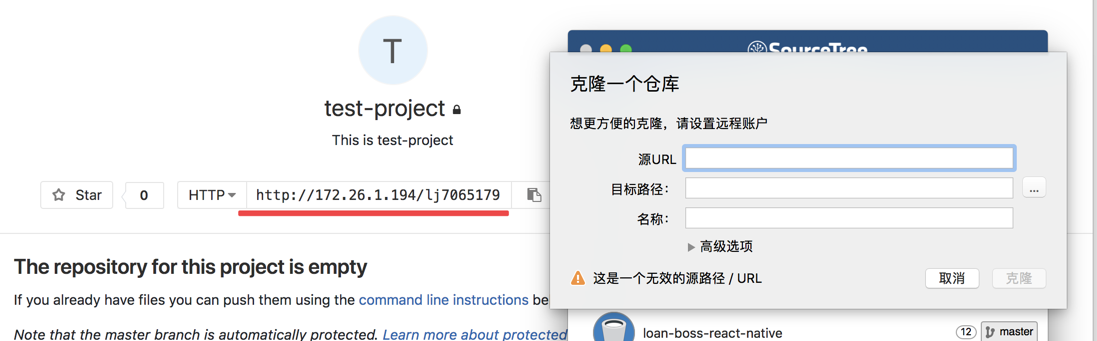 T
test-project
This is test-project
Star
0
HTTP
http://172.26.1.194/lj7065179
The repository for this project is empty
If you already have files you can push them using the command line instructions be
Note that the master branch is automatically protected. Learn more about protected
SourceTree
克隆一个仓库
想更方便的克隆，请设置远程账户
源URL
目标路径：
...
名称：
高级选项
这是一个无效的源路径 / URL
取消
克隆
loan-boss-react-native
12
master